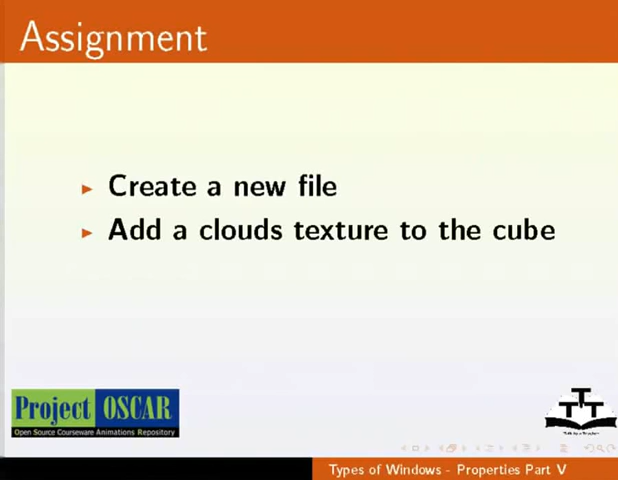 Assignment
Create a new file
Add a clouds texture to the cube
Project OSCAR
Open Source Courseware Animations Repository
TTT
Types of Windows - Properties Part V